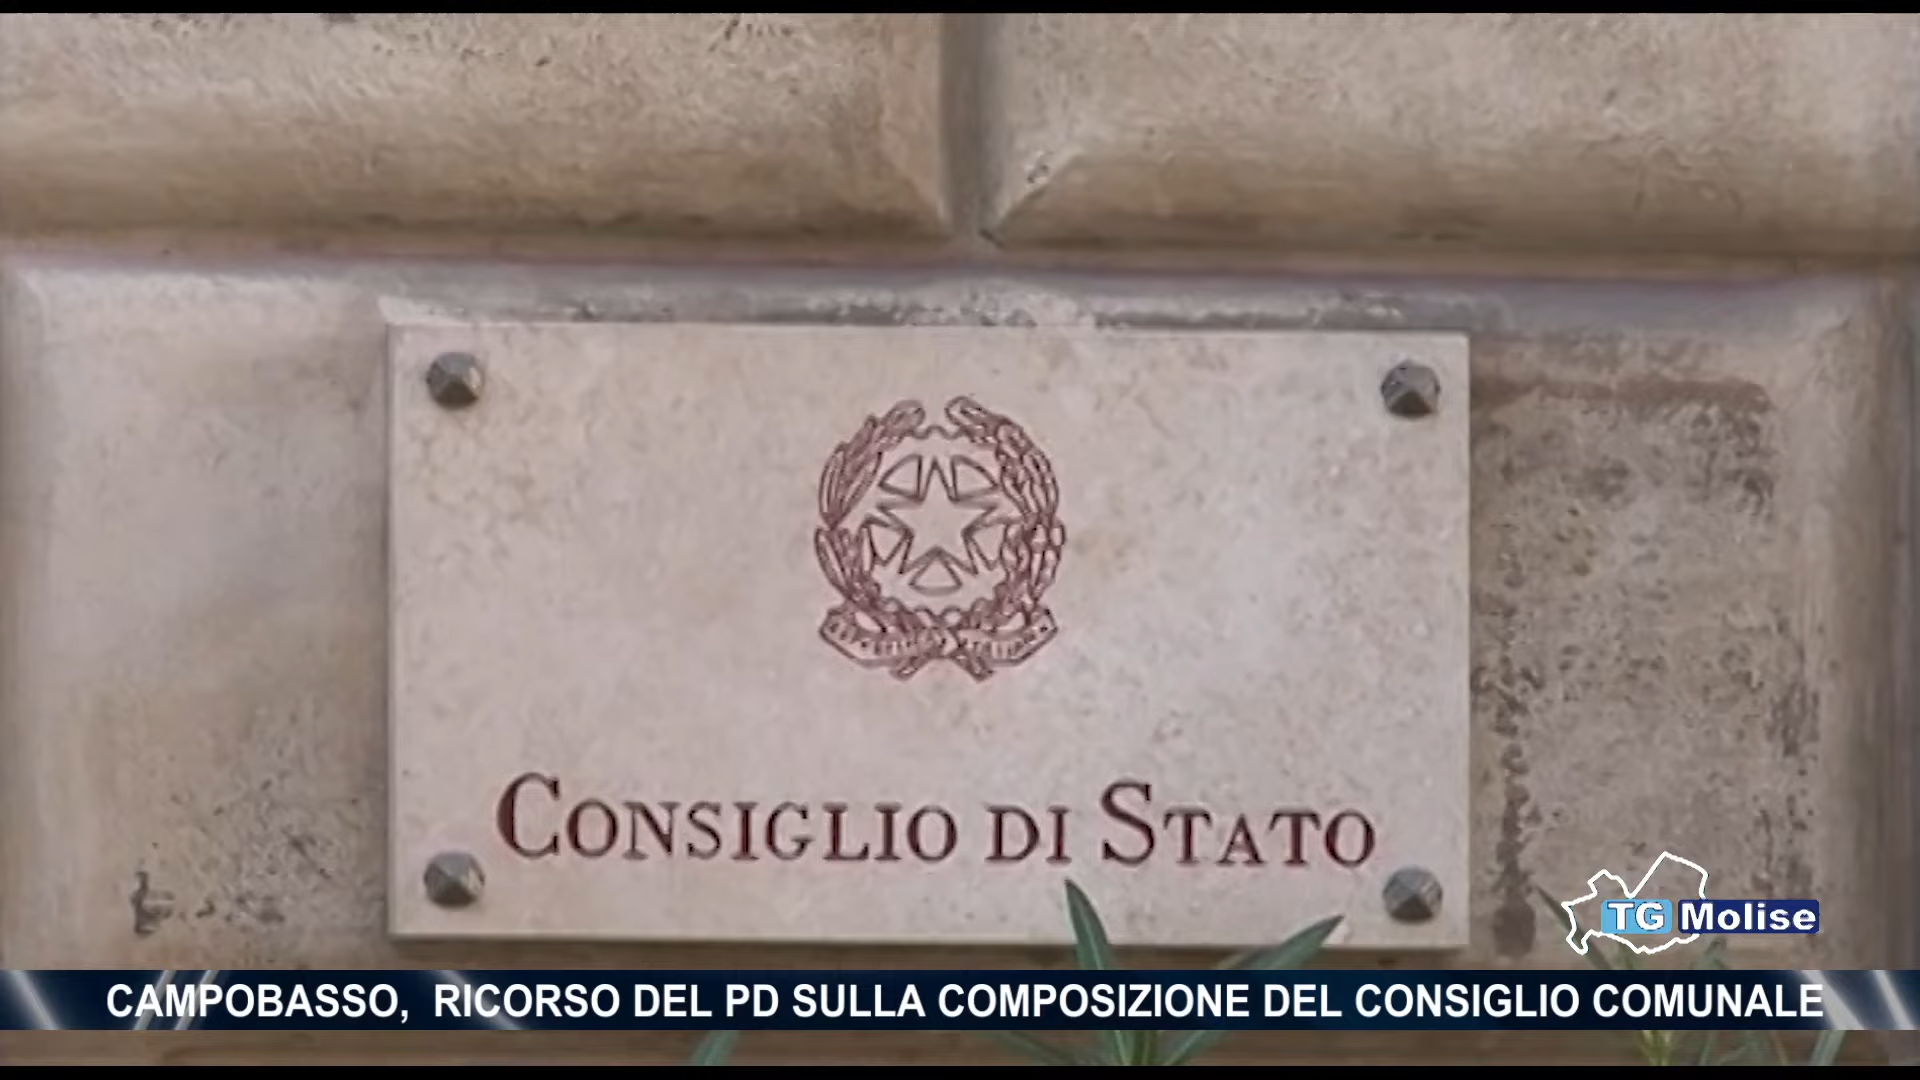 CONSIGLIO DI STATO
TG Molise
CAMPOBASSO, RICORSO DEL PD SULLA COMPOSIZIONE DEL CONSIGLIO COMUNALE